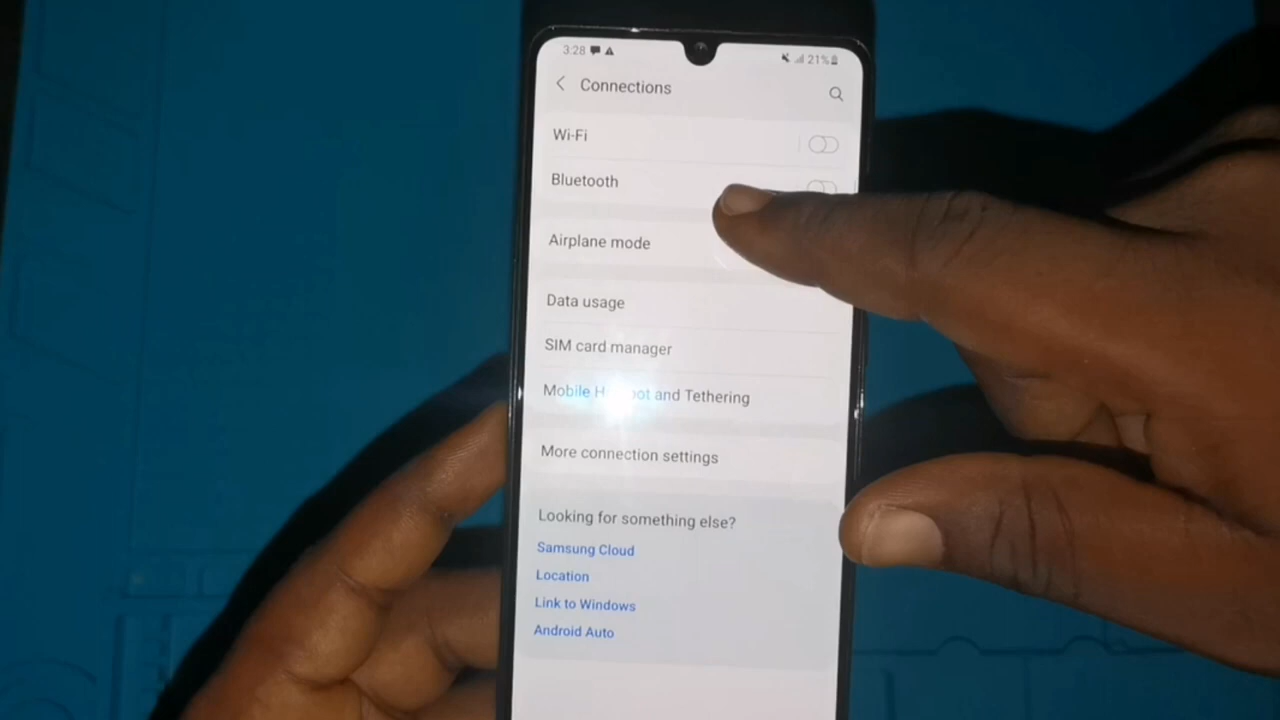 3:28
21%
Connections
Wi-Fi
Bluetooth
Airplane mode
Data usage
SIM card manager
Mobile and Tethering
More connection settings
Looking for something else?
Samsung Cloud
Location
Link to Windows
Android Auto